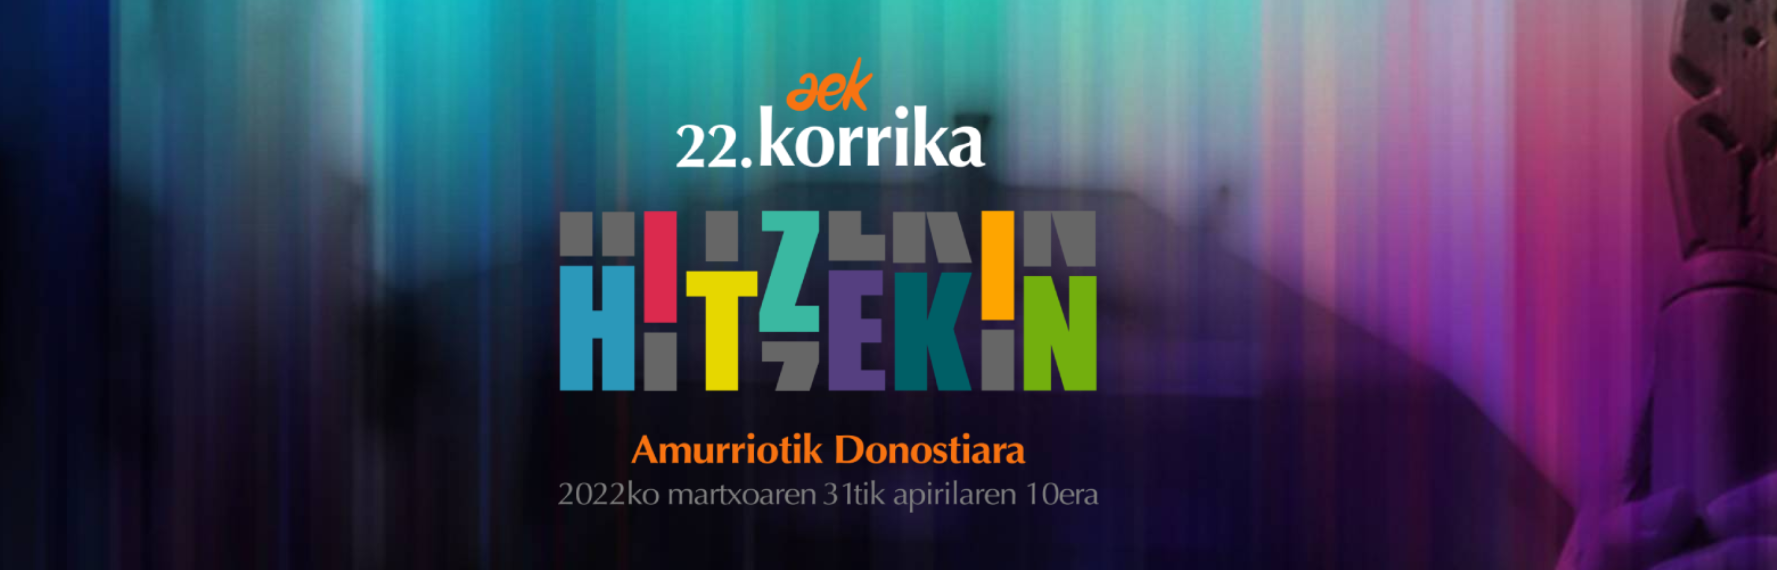 aek
22.korrika
HITZEKIN
Amurriotik Donostiara
2022ko martxoaren 31tik apirilaren 10era